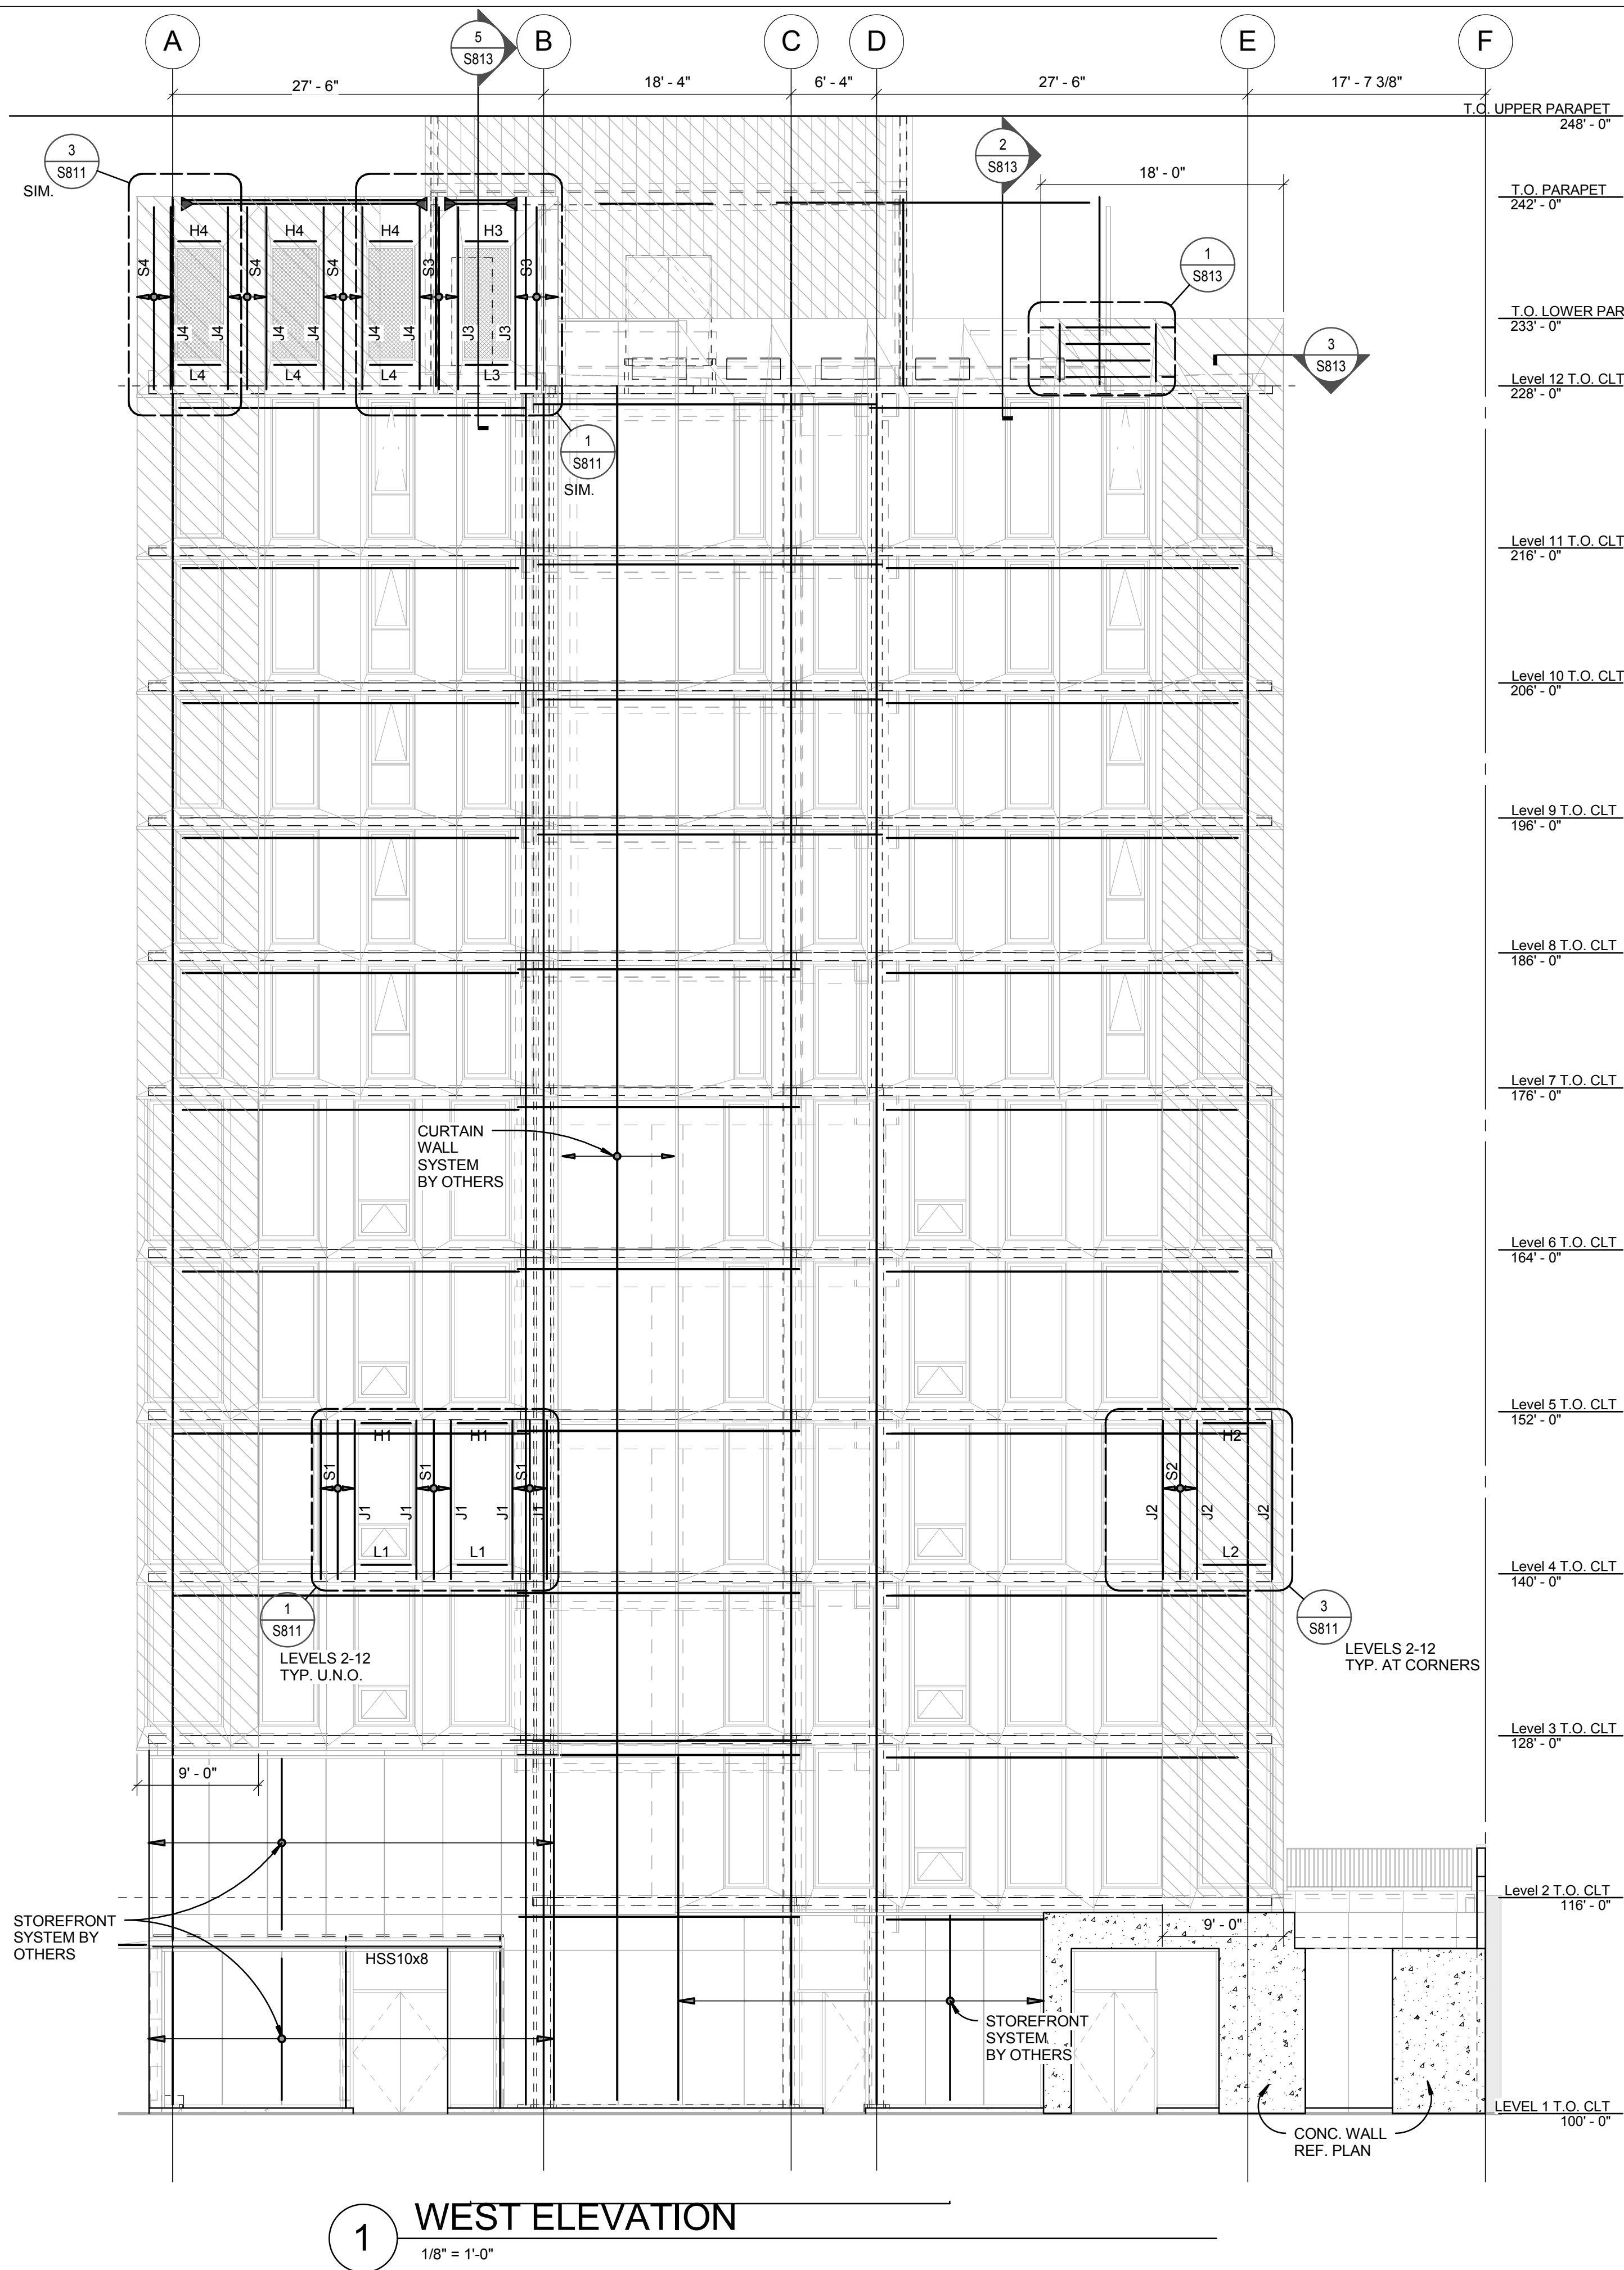 A
5
S813
B
C
D
E
F
27' - 6"
18' - 4"
6' - 4"
27' - 6"
17' - 7 3/8"
T.O. UPPER PARAPET
248' - 0"
3
S811
SIM.
2
S813
18' - 0"
T.O. PARAPET
242' - 0"
H4
H4
H4
H3
1
S813
S4
S4
S4
S3
S3
T.O. LOWER PAR
233' - 0"
J4
J4
J4
J4
J4
J4
J3
J3
3
S813
L4
L4
L4
L3
Level 12 T.O. CLT
228' - 0"
1
S811
SIM.
Level 11 T.O. CLT
216' - 0"
Level 10 T.O. CLT
206' - 0"
Level 9 T.O. CLT
196' - 0"
Level 8 T.O. CLT
186' - 0"
Level 7 T.O. CLT
176' - 0"
CURTAIN
WALL
SYSTEM
BY OTHERS
Level 6 T.O. CLT
164' - 0"
Level 5 T.O. CLT
152' - 0"
H1
H1
H2
S1
S1
S1
S2
J1
J1
J1
J1
J1
J2
J2
J2
L1
L1
L2
Level 4 T.O. CLT
140' - 0"
1
S811
LEVELS 2-12
TYP. U.N.O.
3
S811
LEVELS 2-12
TYP. AT CORNERS
Level 3 T.O. CLT
128' - 0"
9' - 0"
Level 2 T.O. CLT
116' - 0"
STOREFRONT
SYSTEM BY
OTHERS
9' - 0"
HSS10x8
STOREFRONT
SYSTEM
BY OTHERS
LEVEL 1 T.O. CLT
100' - 0"
CONC. WALL
REF. PLAN
1
WEST ELEVATION
1/8" = 1'-0"